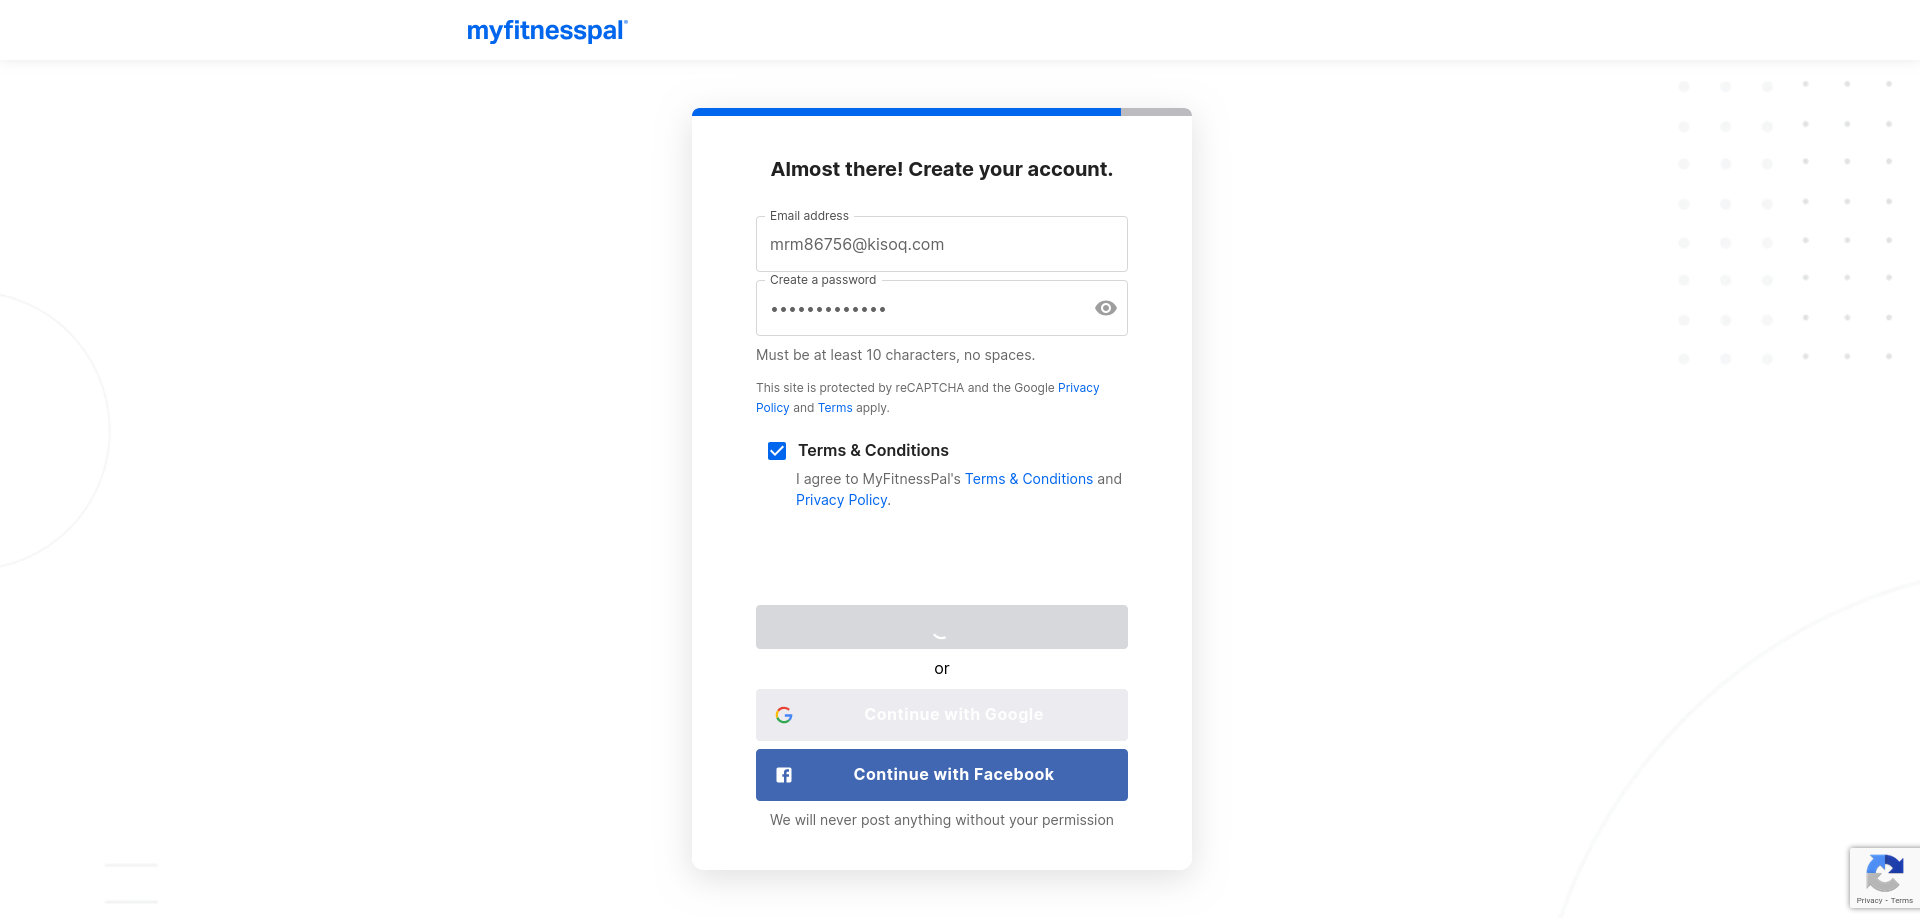 myfitnesspal
Almost there! Create your account.
Email address
mrm86756@kisoq.com
Create a password
•••••••••••••
Must be at least 10 characters, no spaces.
This site is protected by reCAPTCHA and the Google Privacy
Policy and Terms apply.
Terms & Conditions
I agree to MyFitnessPal's Terms & Conditions and
Privacy Policy.
or
Continue with Google
Continue with Facebook
We will never post anything without your permission
Privacy - Terms